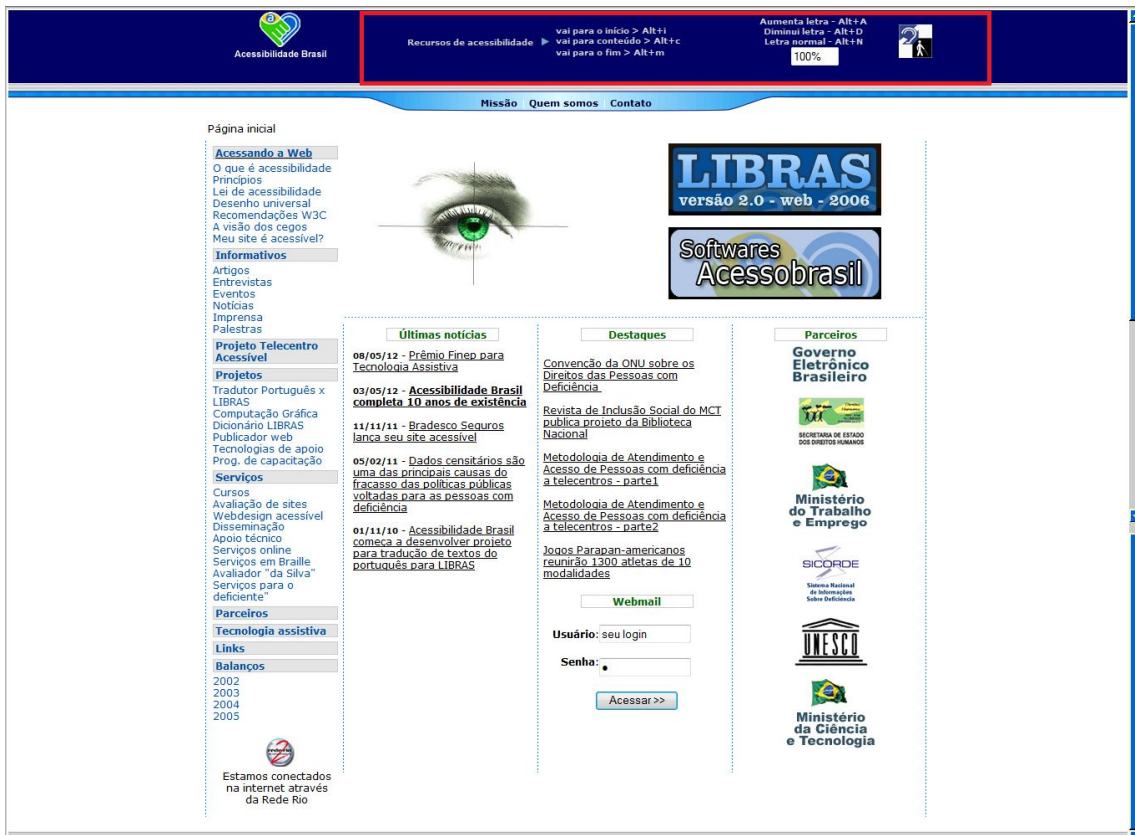 Acessibilidade Brasil
Recursos de acessibilidade
vai para o início > Alt+i
vai para conteúdo > Alt+c
vai para o fim > Alt+m
Aumenta letra - Alt+A
Diminui letra - Alt+D
Letra normal - Alt+N
100%
Missão Quem somos Contato
Página inicial
Acessando a Web
O que é acessibilidade
Princípios
Lei de acessibilidade
Desenho universal
Recomendações W3C
A visão dos cegos
Meu site é acessível?
Informativos
Artigos
Entrevistas
Eventos
Notícias
Imprensa
Palestras
Projeto Telecentro
Acessível
Projetos
Tradutor Português x
LIBRAS
Computação Gráfica
Dicionário LIBRAS
Publicador web
Tecnologias de apoio
Prog. de capacitação
Serviços
Cursos
Avaliação de sites
Webdesign acessível
Disseminação
Apoio técnico
Serviços online
Serviços em Braille
Avaliador "da Silva"
Serviços para o
deficiente"
Parceiros
Tecnologia assistiva
Links
Balanços
2002
2003
2004
2005
Estamos conectados
na internet através
da Rede Rio
LIBRAS
versão 2.0 - web - 2006
Softwares
Acessobrasil
Últimas notícias
08/05/12 - Prêmio Finep para
Tecnologia Assistiva
03/05/12 - Acessibilidade Brasil
completa 10 anos de existência
11/11/11 - Bradesco Seguros
lança seu site acessível
05/02/11 - Dados censitários são
uma das principais causas do
fracasso das políticas públicas
voltadas para as pessoas com
deficiência
01/11/10 - Acessibilidade Brasil
começa a desenvolver projeto
para tradução de textos do
português para LIBRAS
Destaques
Convenção da ONU sobre os
Direitos das Pessoas com
Deficiência
Revista de Inclusão Social do MCT
publica projeto da Biblioteca
Nacional
Metodologia de Atendimento e
Acesso de Pessoas com deficiência
a telecentros - parte1
Metodologia de Atendimento e
Acesso de Pessoas com deficiência
a telecentros - parte2
Jogos Parapan-americanos
reunirão 1300 atletas de 10
modalidades
Webmail
Usuário: seu login
Senha:
Acessar >>
Parceiros
Governo
Eletrônico
Brasileiro
SECRETARIA DE ESTADO
DOS DIREITOS HUMANOS
Ministério
do Trabalho
e Emprego
SICORDE
Sistema Nacional
de Informações
Sobre Deficiência
UNESCO
Ministério
da Ciência
e Tecnologia